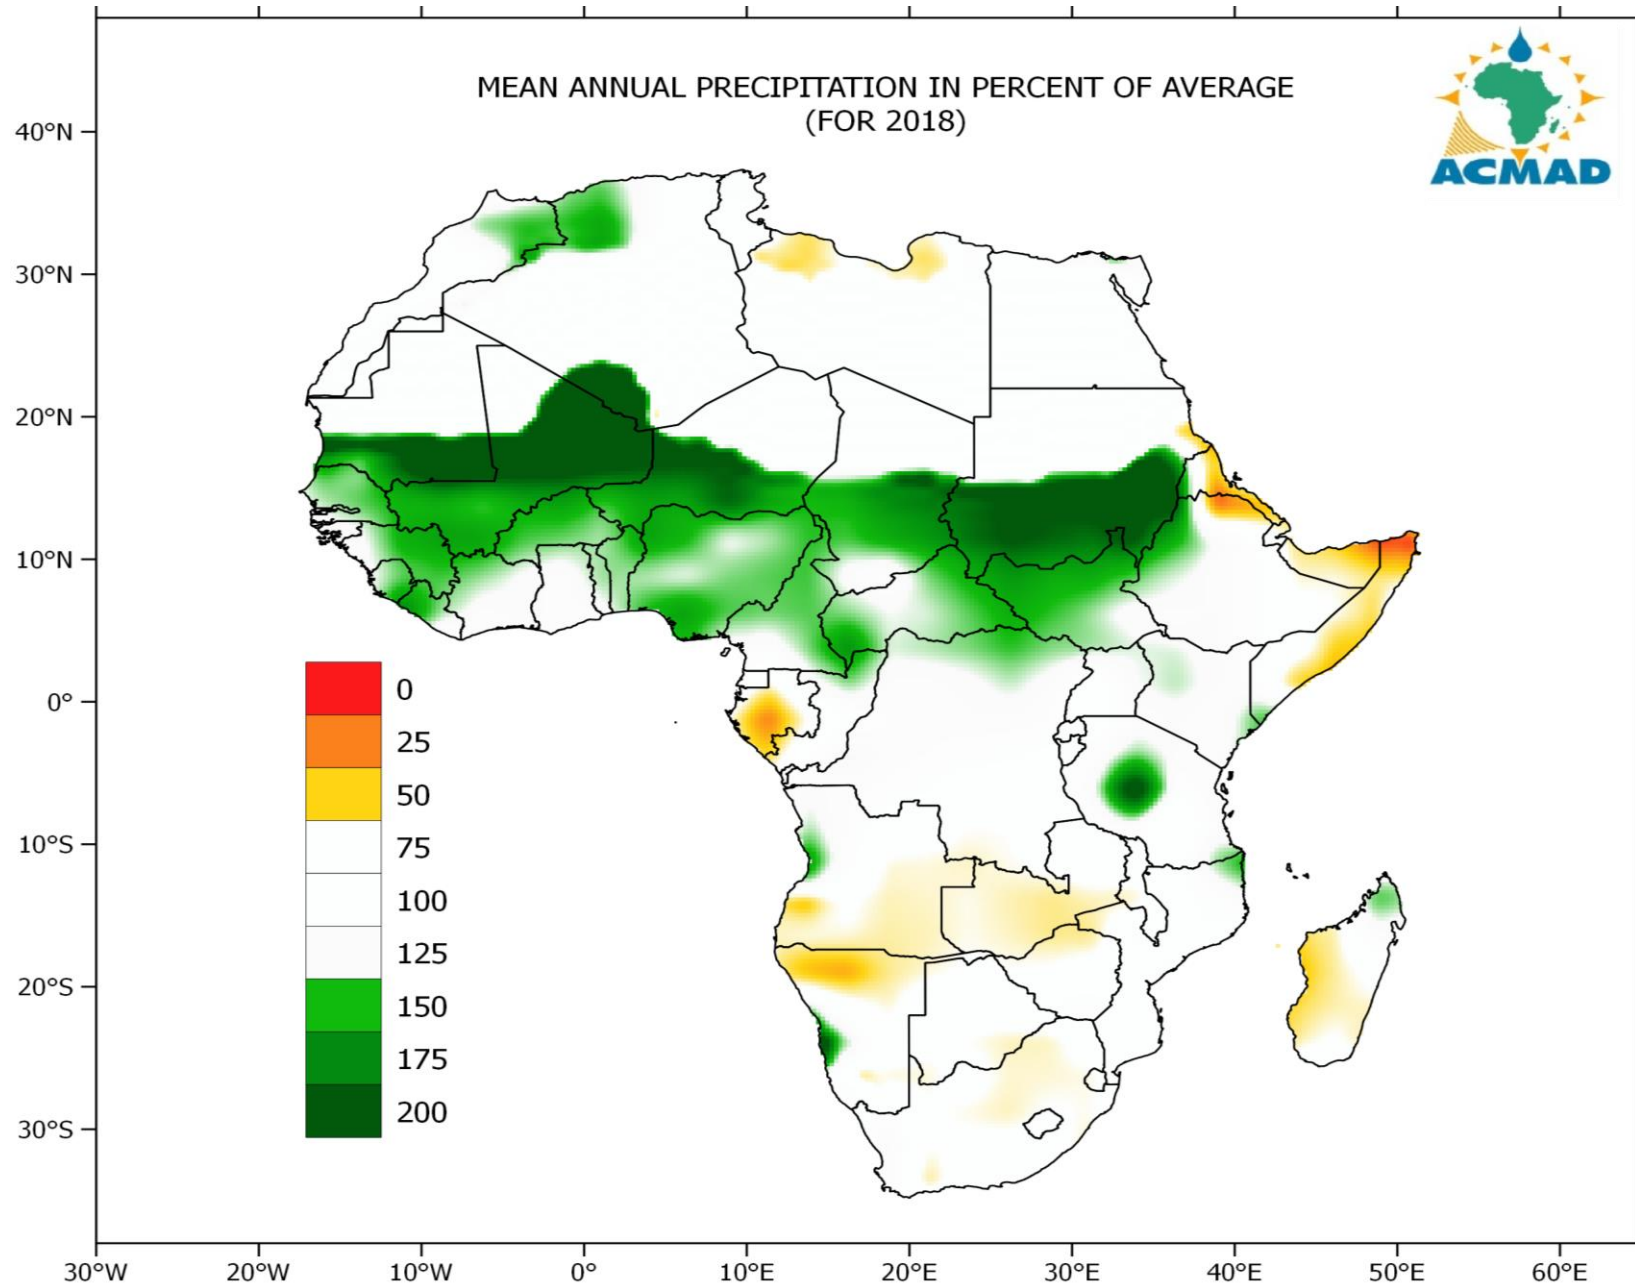 MEAN ANNUAL PRECIPITATION IN PERCENT OF AVERAGE
(FOR 2018)
ACMAD
40°N
30°N
20°N
10°N
0°
10°S
20°S
30°S
0
25
50
75
100
125
150
175
200
30°W
20°W
10°W
0°
10°E
20°E
30°E
40°E
50°E
60°E